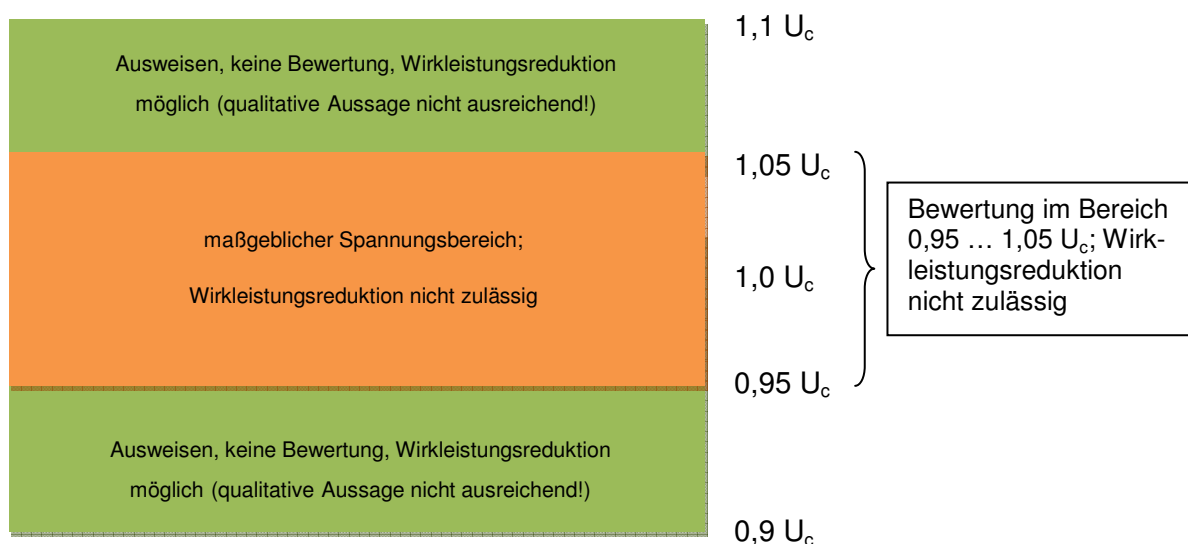 1,1 Uc
Ausweisen, keine Bewertung, Wirkleistungsreduktion
möglich (qualitative Aussage nicht ausreichend!)
1,05 Uc
maßgeblicher Spannungsbereich;
Wirkleistungsreduktion nicht zulässig
1,0 Uc
Bewertung im Bereich
0,95 … 1,05 Uc; Wirk-
leistungsreduktion
nicht zulässig
0,95 Uc
Ausweisen, keine Bewertung, Wirkleistungsreduktion
möglich (qualitative Aussage nicht ausreichend!)
0,9 Uc